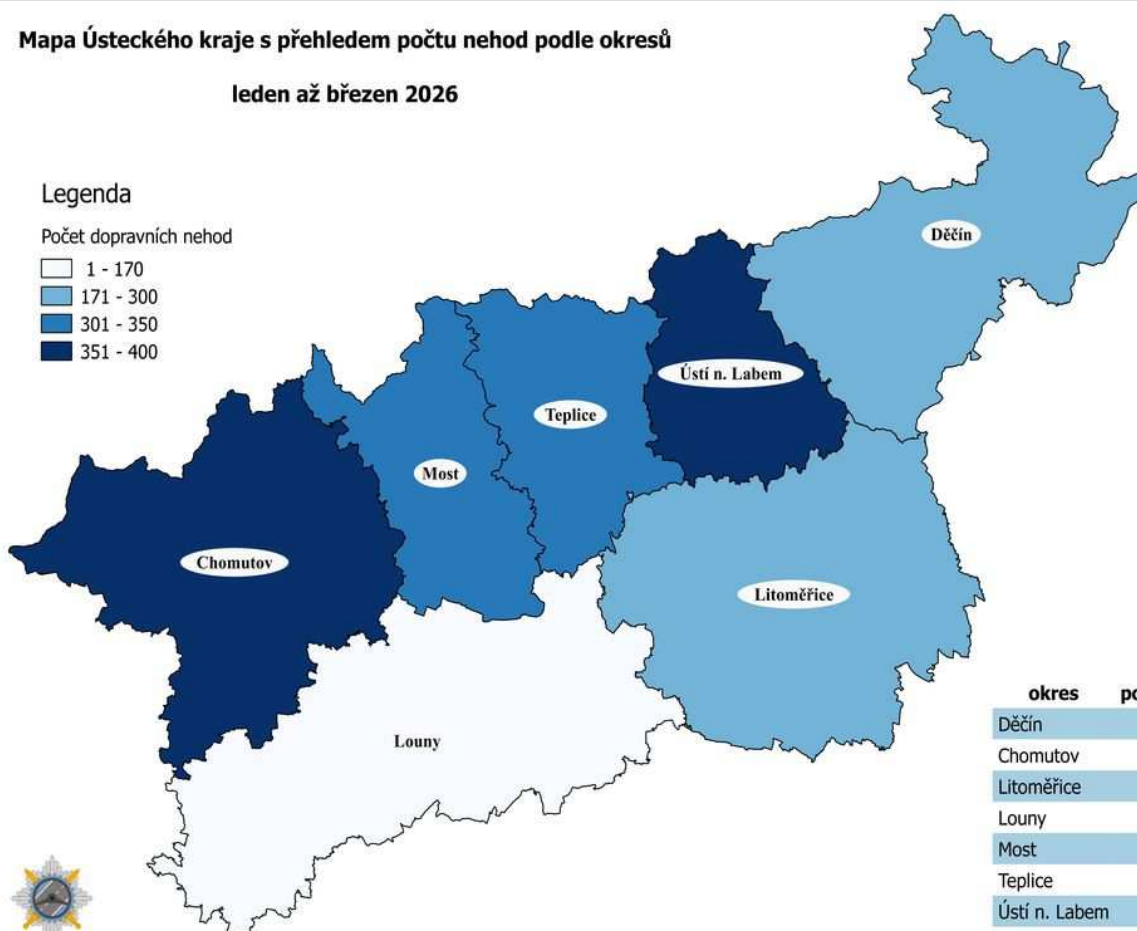 Mapa Ústeckého kraje s přehledem počtu nehod podle okresů
leden až březen 2026
Legenda
Počet dopravních nehod
1 - 170
171 - 300
301 - 350
351 - 400
Děčín
Ústí n. Labem
Teplice
Most
Chomutov
Litoměřice
Louny
okres
Děčín
Chomutov
Litoměřice
Louny
Most
Teplice
Ústí n. Labem